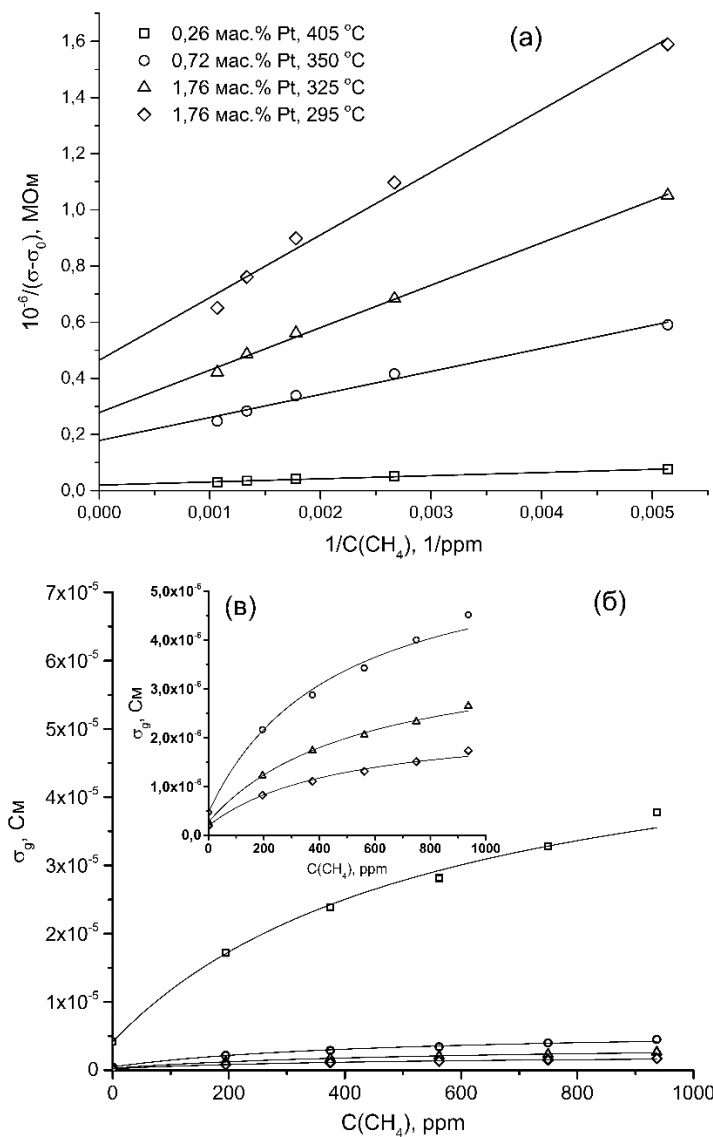 (а)
0,26 мас.% Pt, 405 °C
0,72 мас.% Pt, 350 °C
1,76 мас.% Pt, 325 °C
1,76 мас.% Pt, 295 °C
1,6
1,4
1,2
1,0
0,8
0,6
0,4
0,2
0,0
10⁻⁶/(σ-σ₀), МОм
0,000 0,001 0,002 0,003 0,004 0,005
1/C(CH₄), 1/ppm
(б)
7x10⁻⁵
6x10⁻⁵
5x10⁻⁵
4x10⁻⁵
3x10⁻⁵
2x10⁻⁵
1x10⁻⁵
0
σg, См
0 200 400 600 800 1000
C(CH₄), ppm
(в)
5,0x10⁻⁶
4,0x10⁻⁶
3,0x10⁻⁶
2,0x10⁻⁶
1,0x10⁻⁶
0,0
σg, См
0 200 400 600 800 1000
C(CH₄), ppm